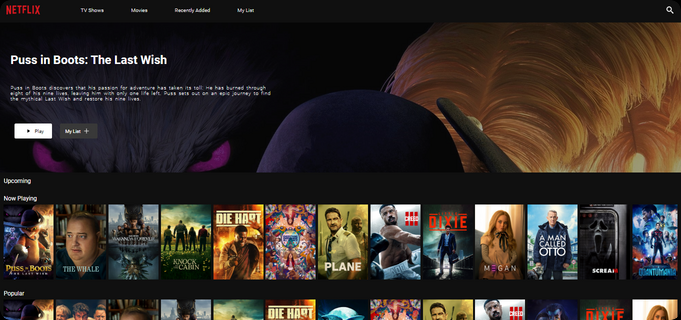 NETFLIX
TV Shows
Movies
Recently Added
My List
Puss in Boots: The Last Wish
Puss in Boots discovers that his passion for adventure has taken its toll. He has burned through
eight of his nine lives, leaving him with only one life left. Puss sets out on an epic journey to find
the mythical Last Wish and restore his nine lives.
Play
My List
Upcoming
Now Playing
PUSS IN BOOTS
THE LAST WISH
THE WHALE
WAKANDA FOREVER
KNOCK
AT THE
CABIN
DIE HART
PLANE
CREED
DIXIE
M3GAN
A MAN
CALLED
OTTO
SCREAM
QUANTUMANIA
Popular
DIE HART